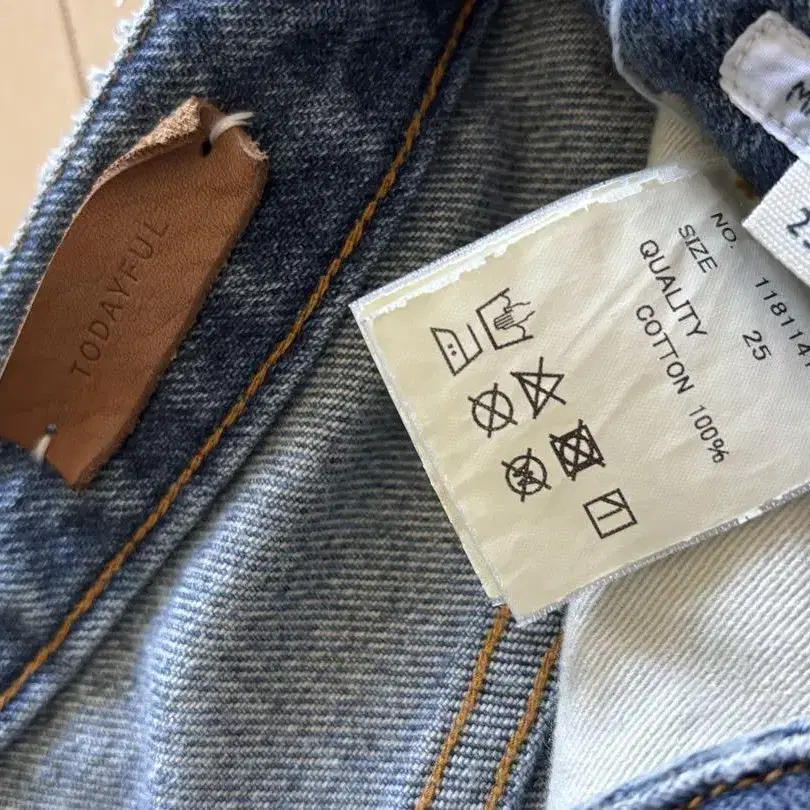 TODAYFUL
NO. 118114
SIZE 25
QUALITY
COTTON 100%